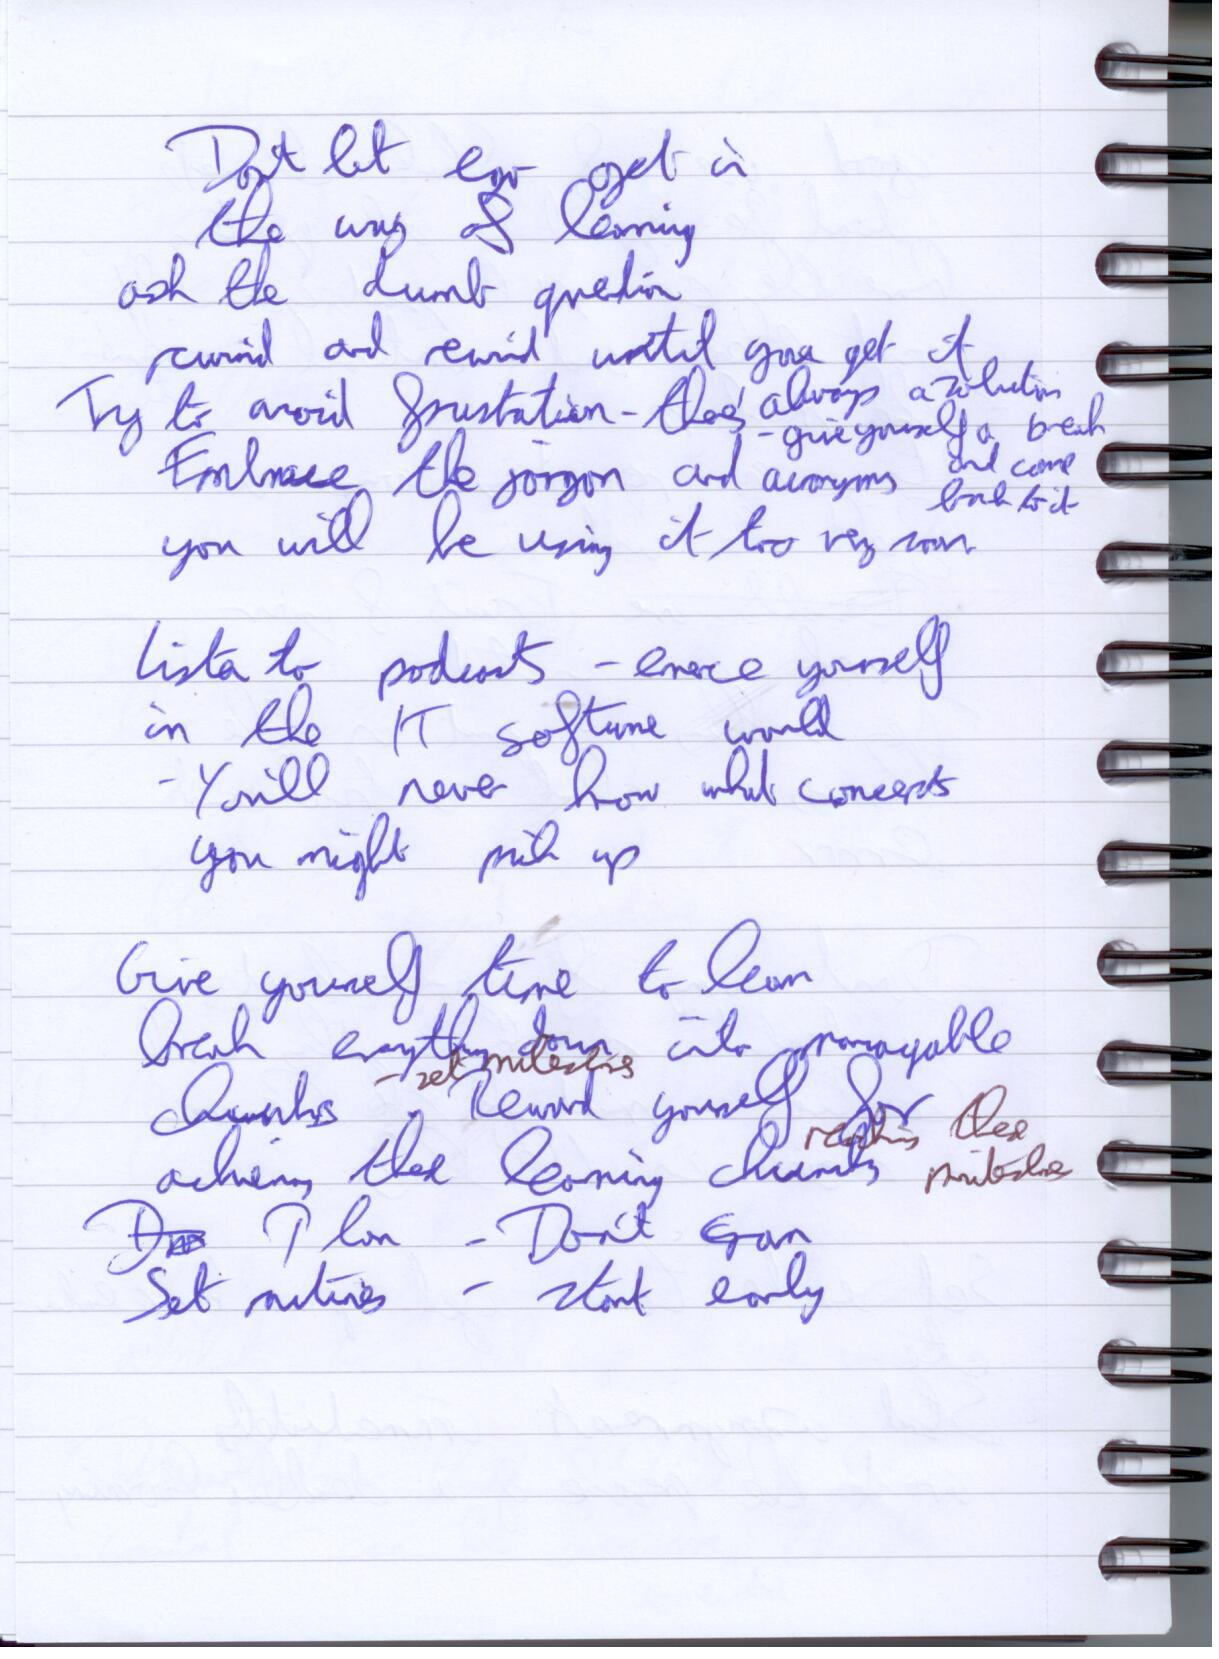 Don't let ego get in
the way of learning
ask the dumb question
rewind and rewind until you get it
Try to avoid frustation - there's always a solution
- give yourself a break
and come
back to it
Embrace the jargon and acronyms
you will be using it too very soon
Listen to podcasts - emerce yourself
in the IT software world
- You'll never know what concepts
you might pick up
Give yourself time to learn
break everything down into manageable
- set milestones
chunks . Reward yourself for
reaching these
achieving these learning chunks milestones
Plan - Don't cram
Set routines - start early